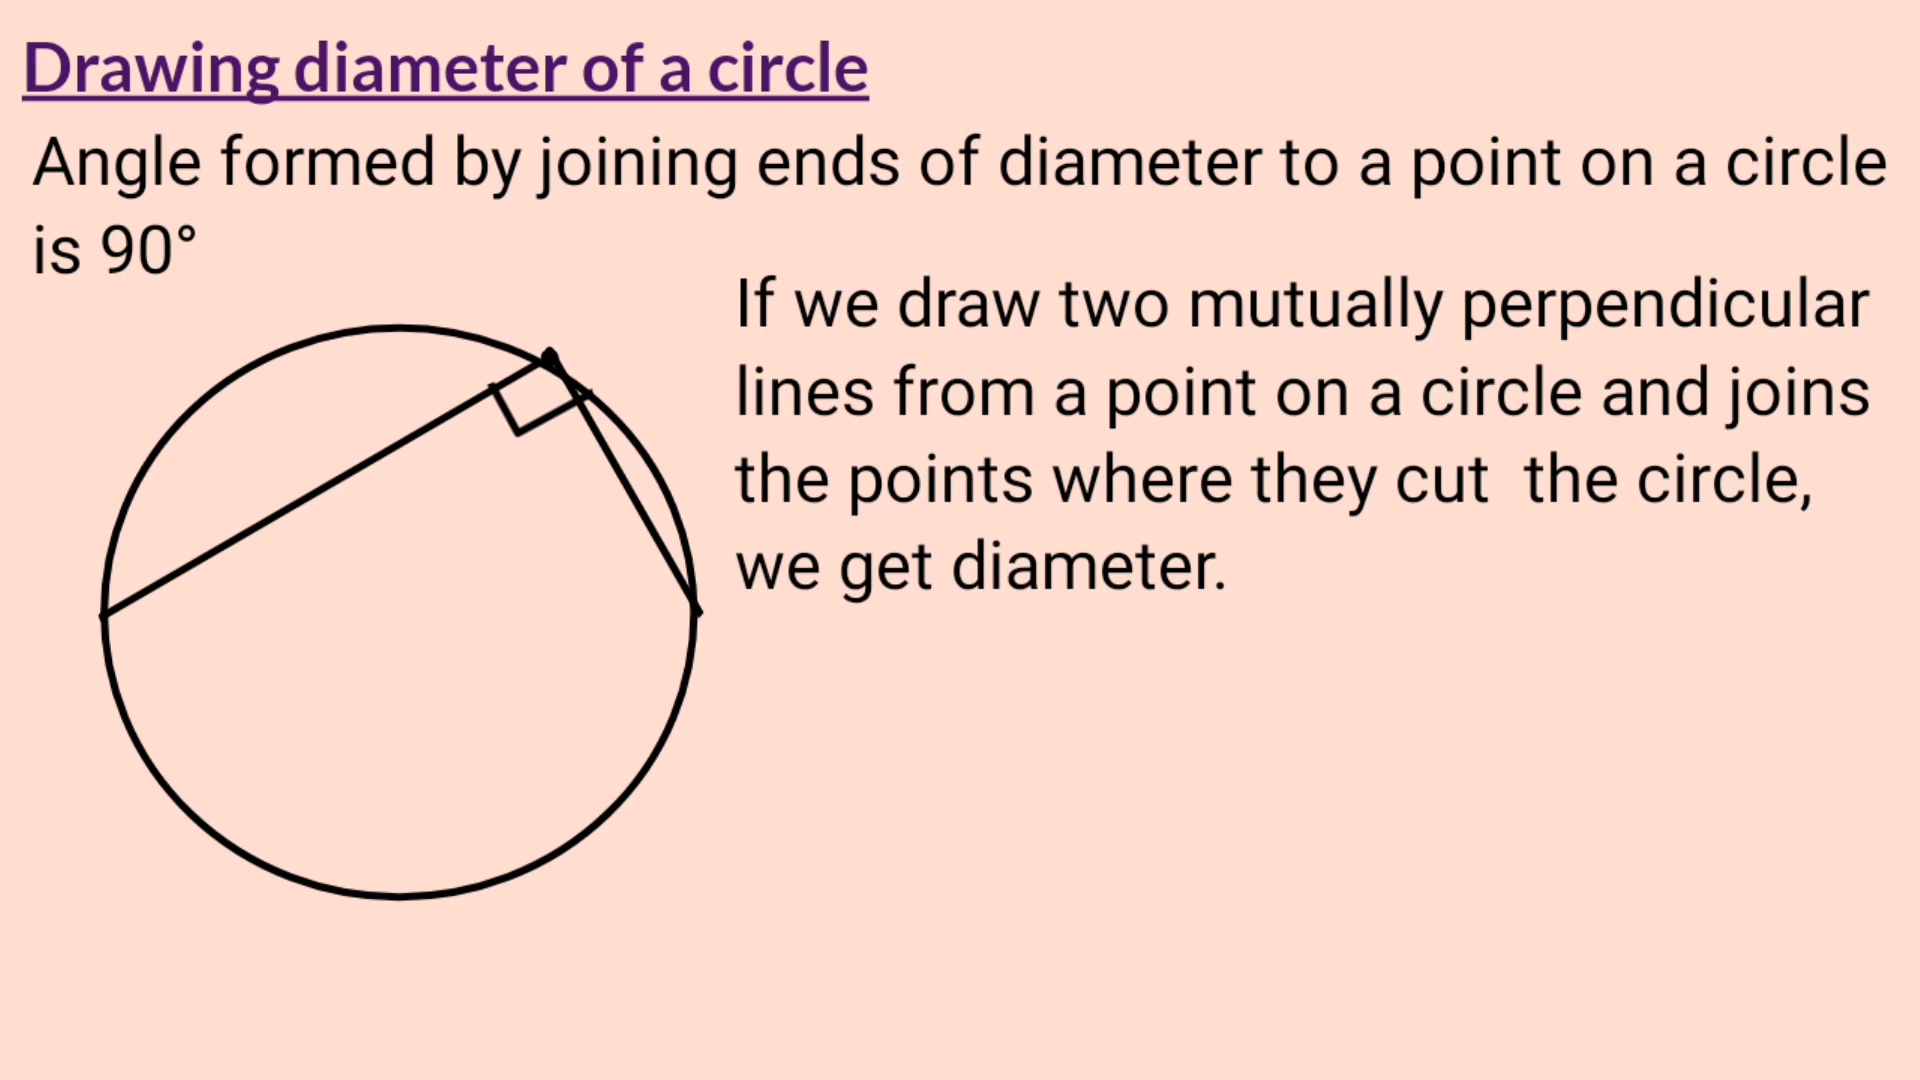 Drawing diameter of a circle
Angle formed by joining ends of diameter to a point on a circle
is 90°
If we draw two mutually perpendicular
lines from a point on a circle and joins
the points where they cut  the circle,
we get diameter.